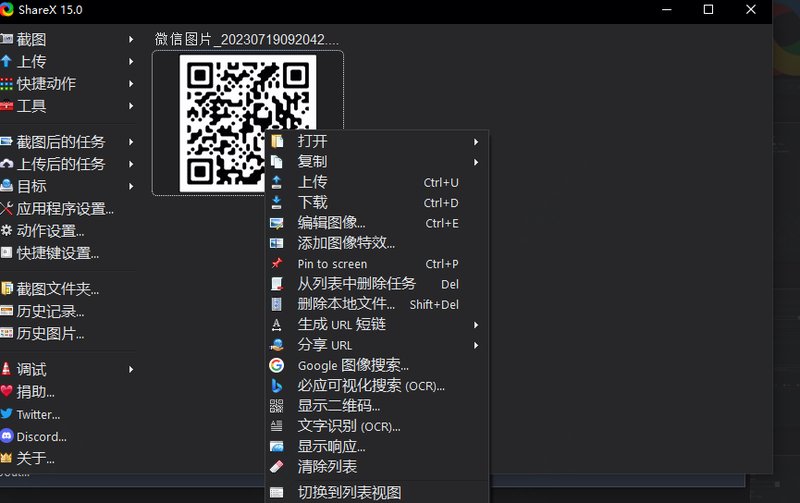 ShareX 15.0
截图
上传
快捷动作
工具
截图后的任务
上传后的任务
目标
应用程序设置...
动作设置...
快捷键设置...
截图文件夹...
历史记录...
历史图片...
调试
捐助...
Twitter...
Discord...
关于...
微信图片_20230719092042....
打开
复制
上传 Ctrl+U
下载 Ctrl+D
编辑图像... Ctrl+E
添加图像特效...
Pin to screen Ctrl+P
从列表中删除任务 Del
删除本地文件... Shift+Del
生成 URL 短链
分享 URL
Google 图像搜索...
必应可视化搜索 (OCR)...
显示二维码...
文字识别 (OCR)...
显示响应...
清除列表
切换到列表视图